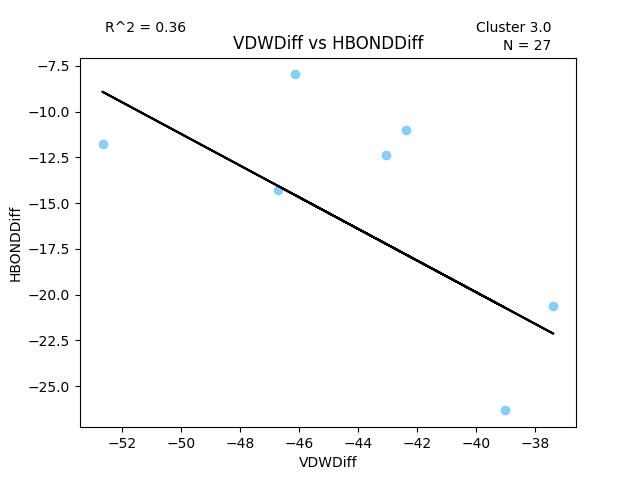 R^2 = 0.36
Cluster 3.0
N = 27
VDWDiff vs HBONDDiff
−7.5
−10.0
−12.5
−15.0
−17.5
−20.0
−22.5
−25.0
HBONDDiff
−52
−50
−48
−46
−44
−42
−40
−38
VDWDiff